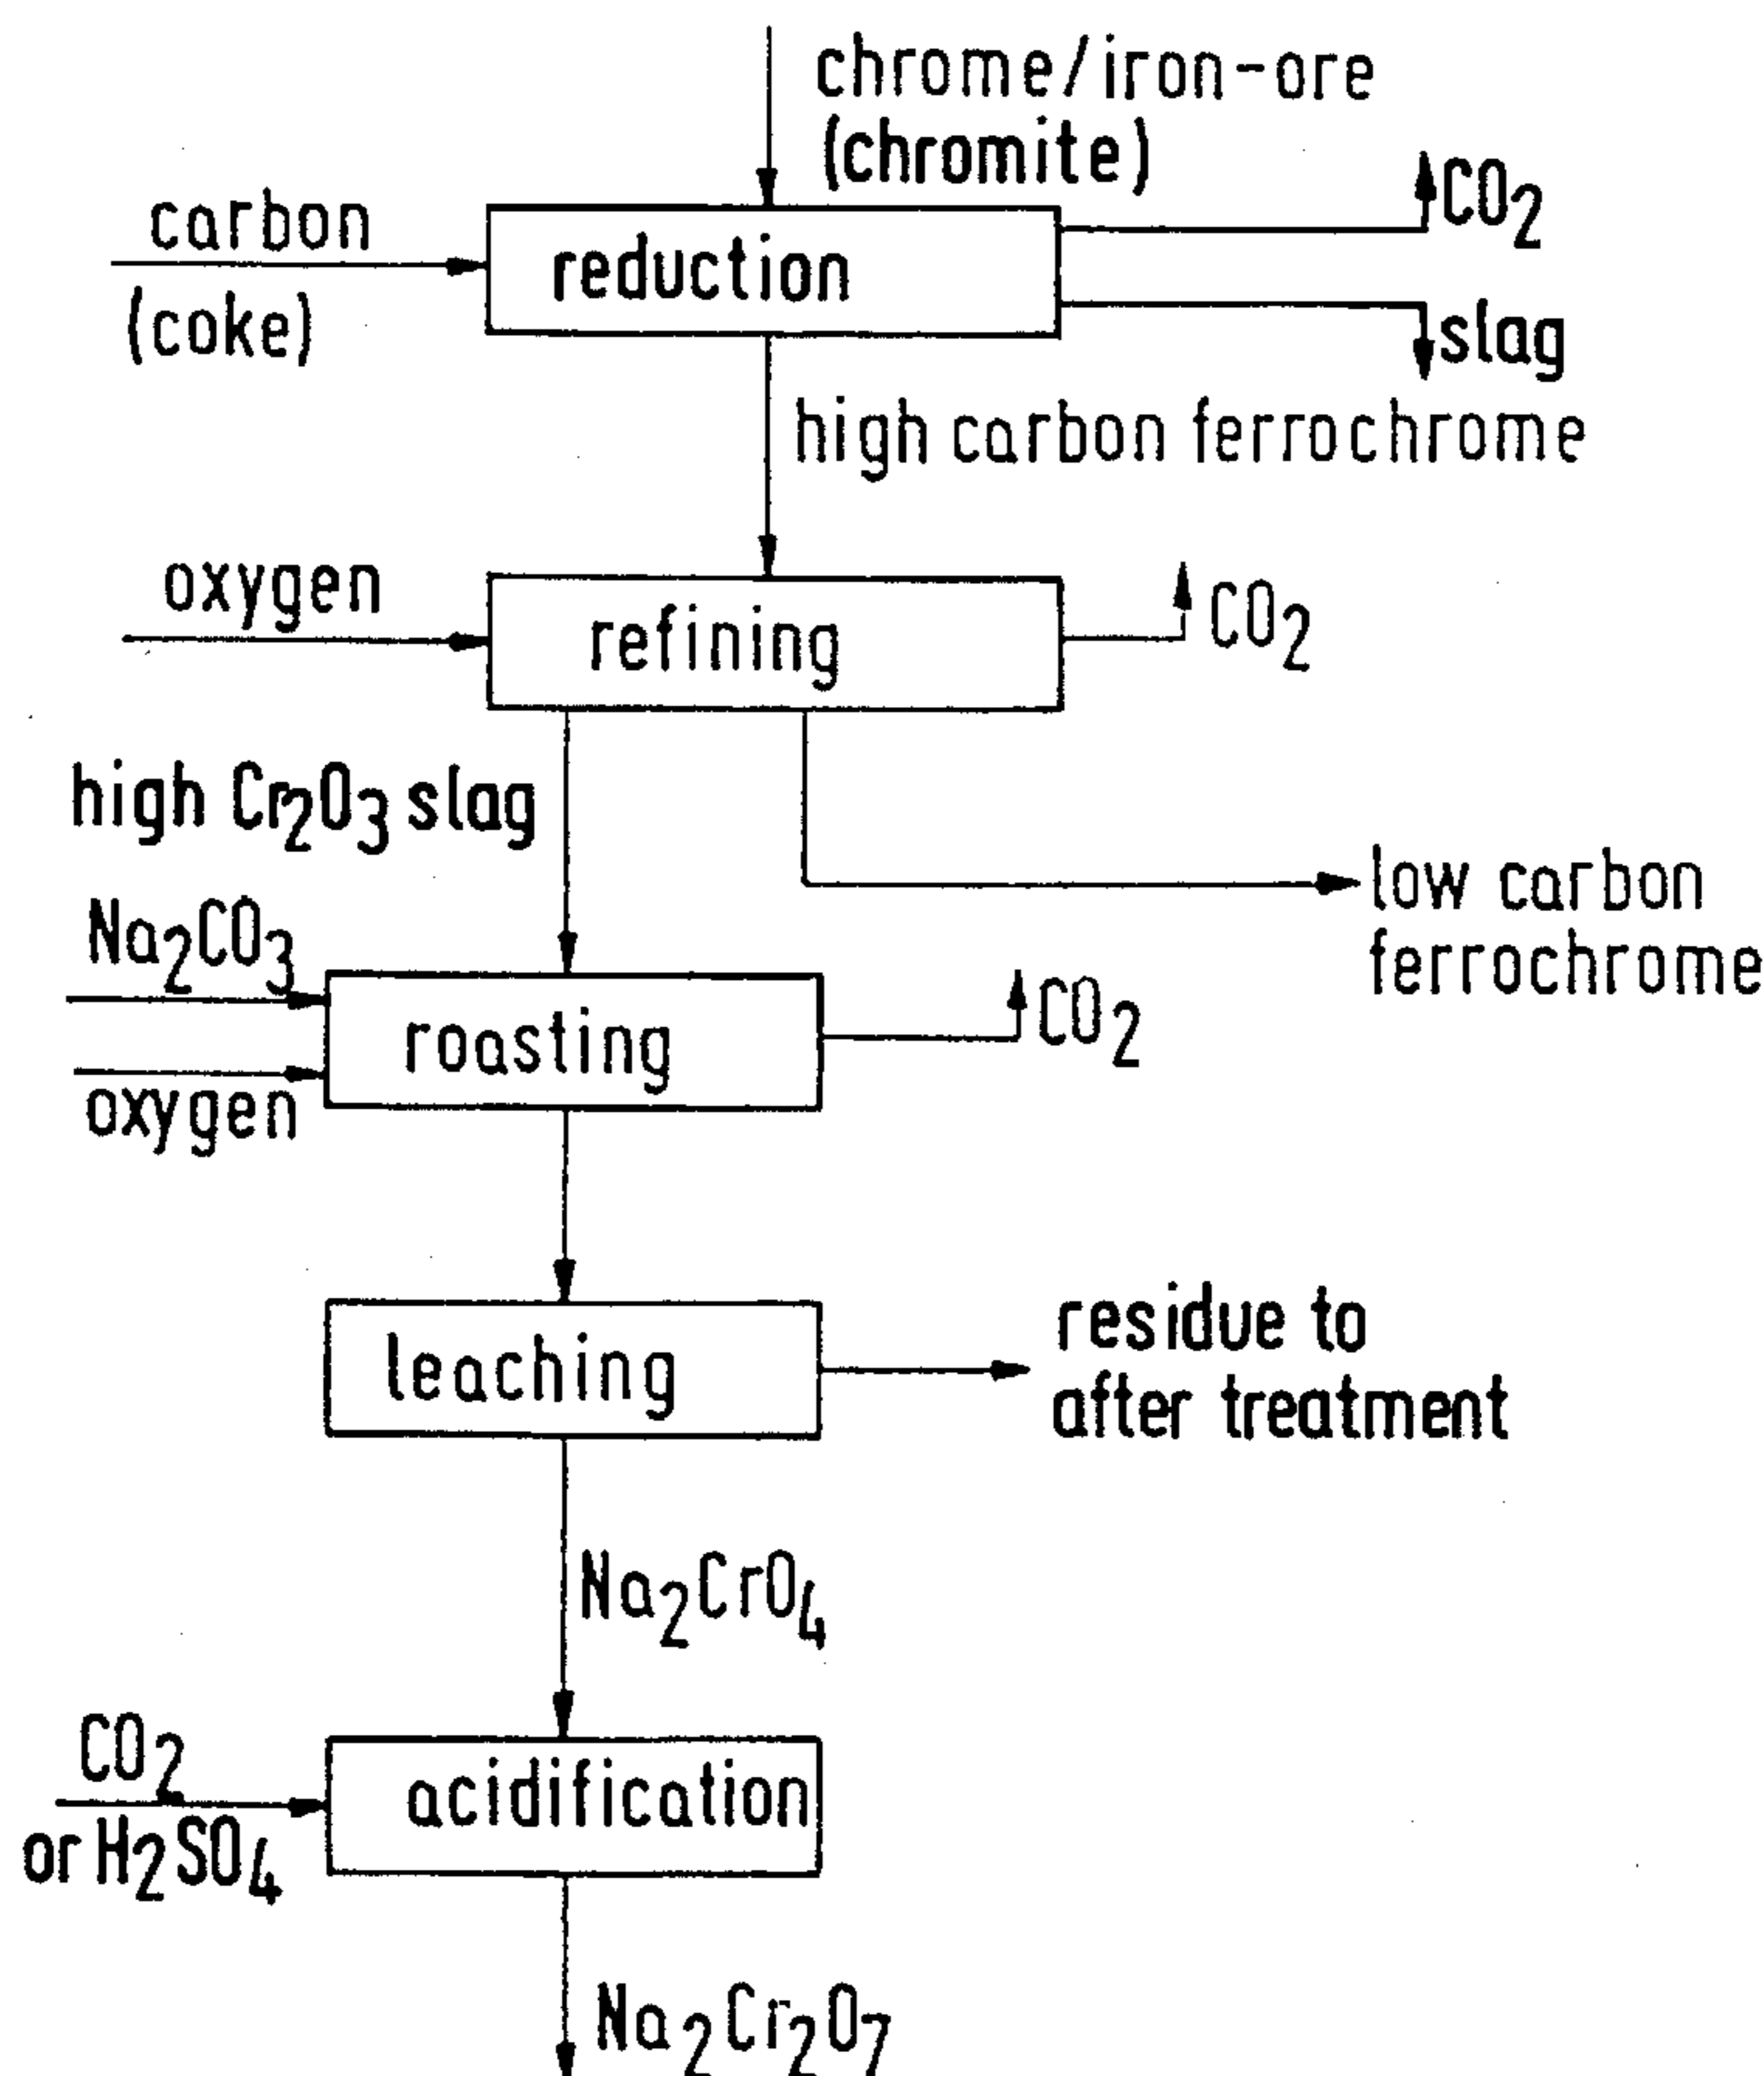 chrome/iron-ore
(chromite)
carbon
(coke)
reduction
CO₂
slag
high carbon ferrochrome
oxygen
refining
CO₂
high Cr₂O₃ slag
low carbon
ferrochrome
Na₂CO₃
oxygen
roasting
CO₂
leaching
residue to
after treatment
Na₂CrO₄
CO₂
or H₂SO₄
acidification
Na₂Cr₂O₇